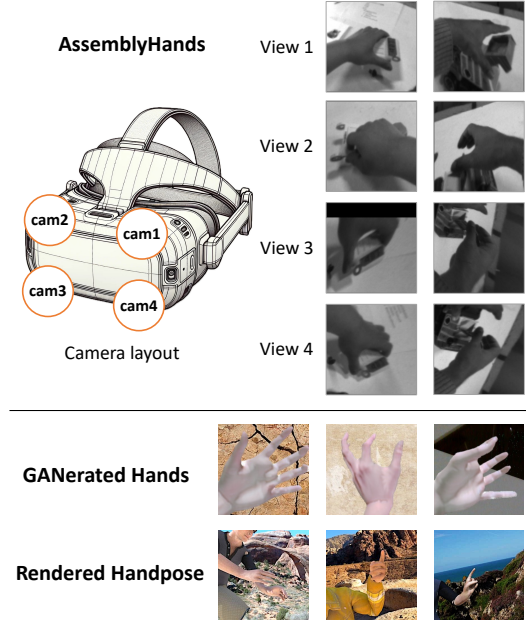 AssemblyHands
View 1
View 2
cam2
cam1
View 3
cam3
cam4
Camera layout
View 4
GANerated Hands
Rendered Handpose